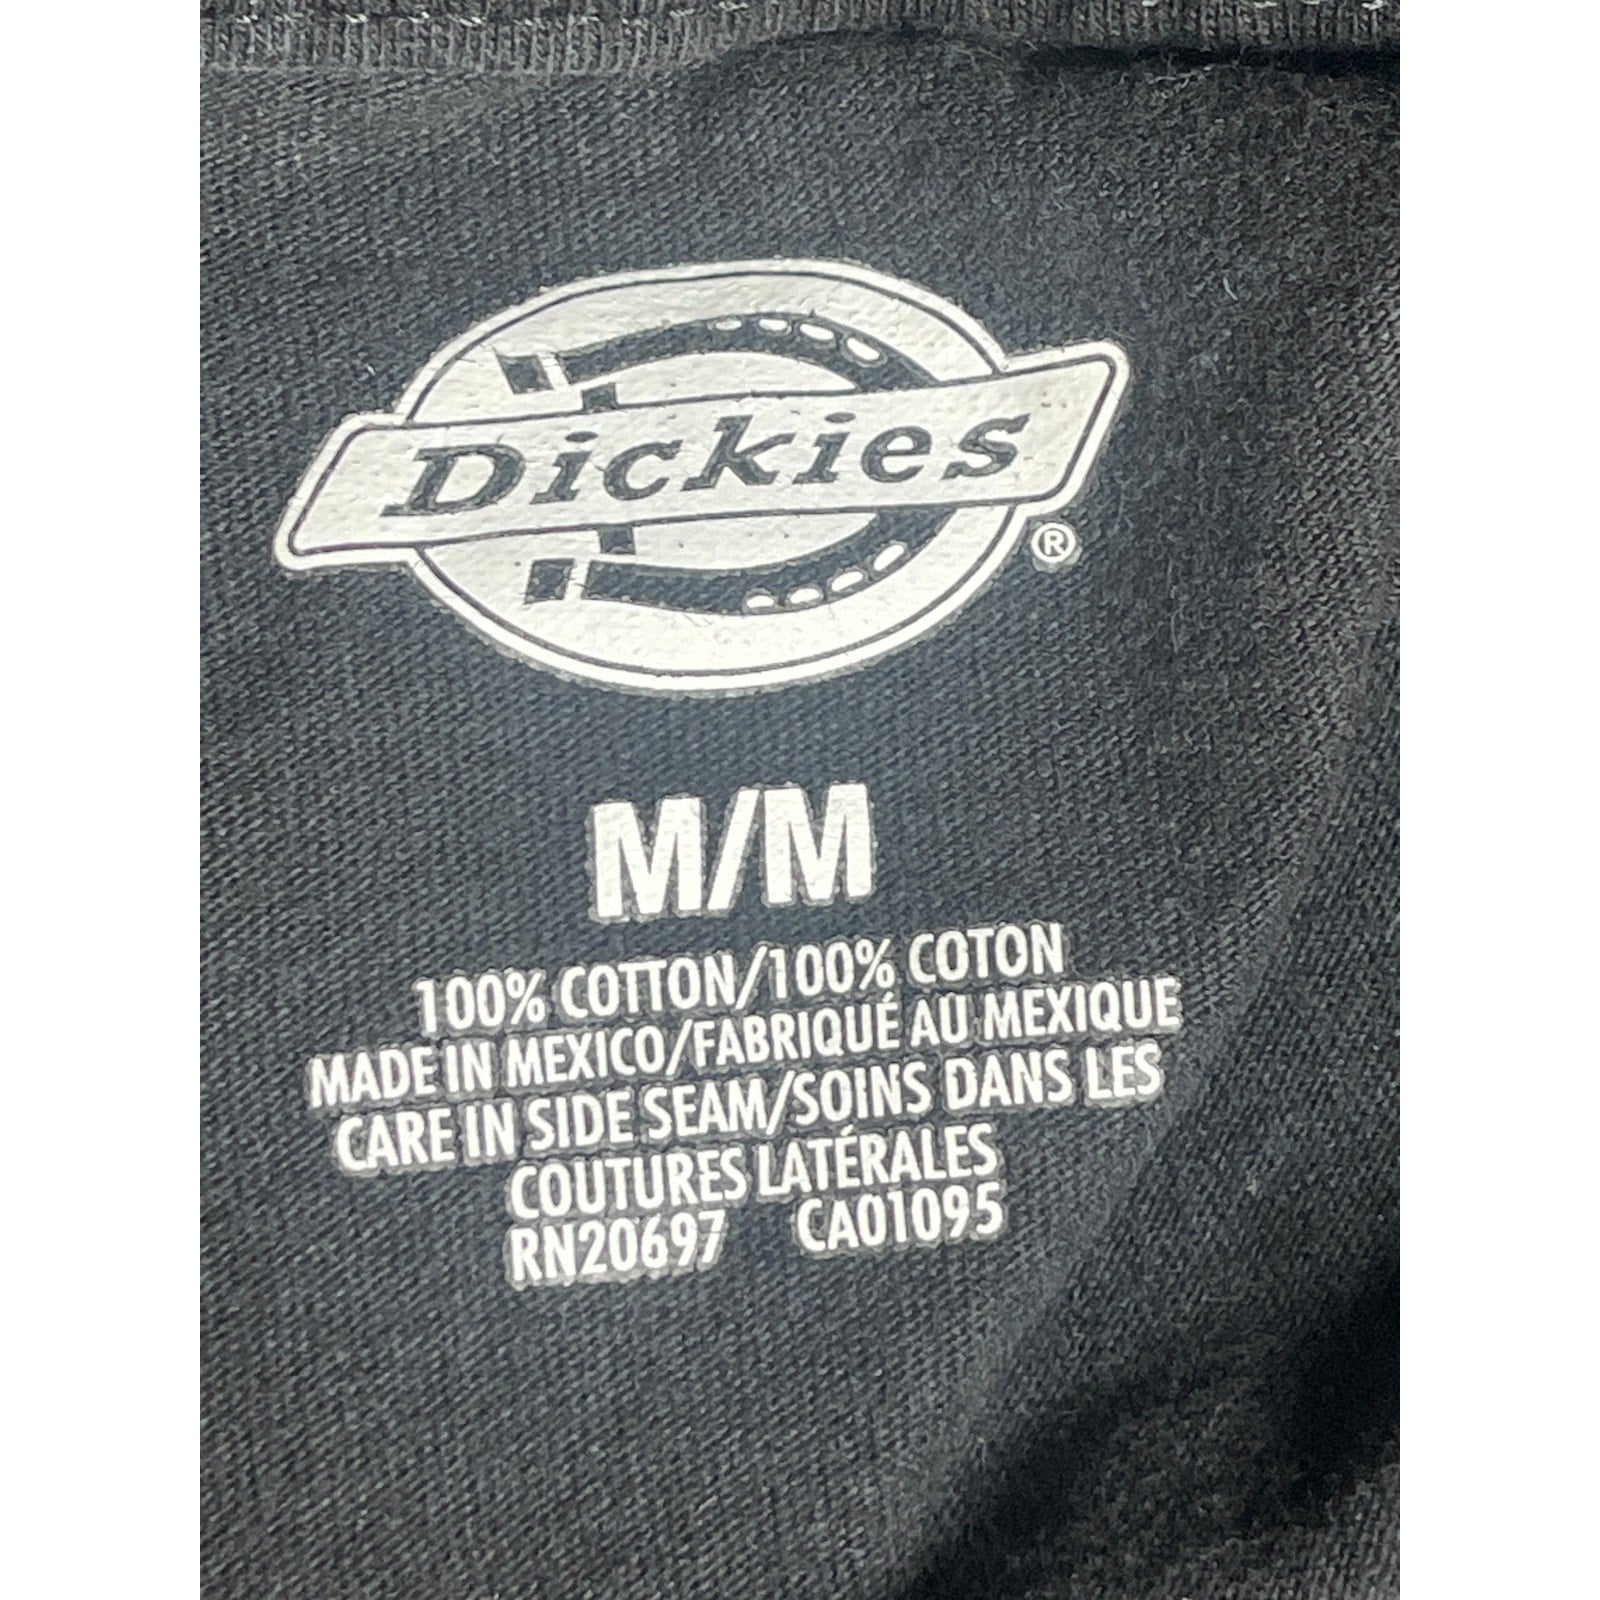 Dickies
®
M/M
100% COTTON/100% COTON
MADE IN MEXICO/FABRIQUÉ AU MEXIQUE
CARE IN SIDE SEAM/SOINS DANS LES
COUTURES LATÉRALES
RN20697 CA01095